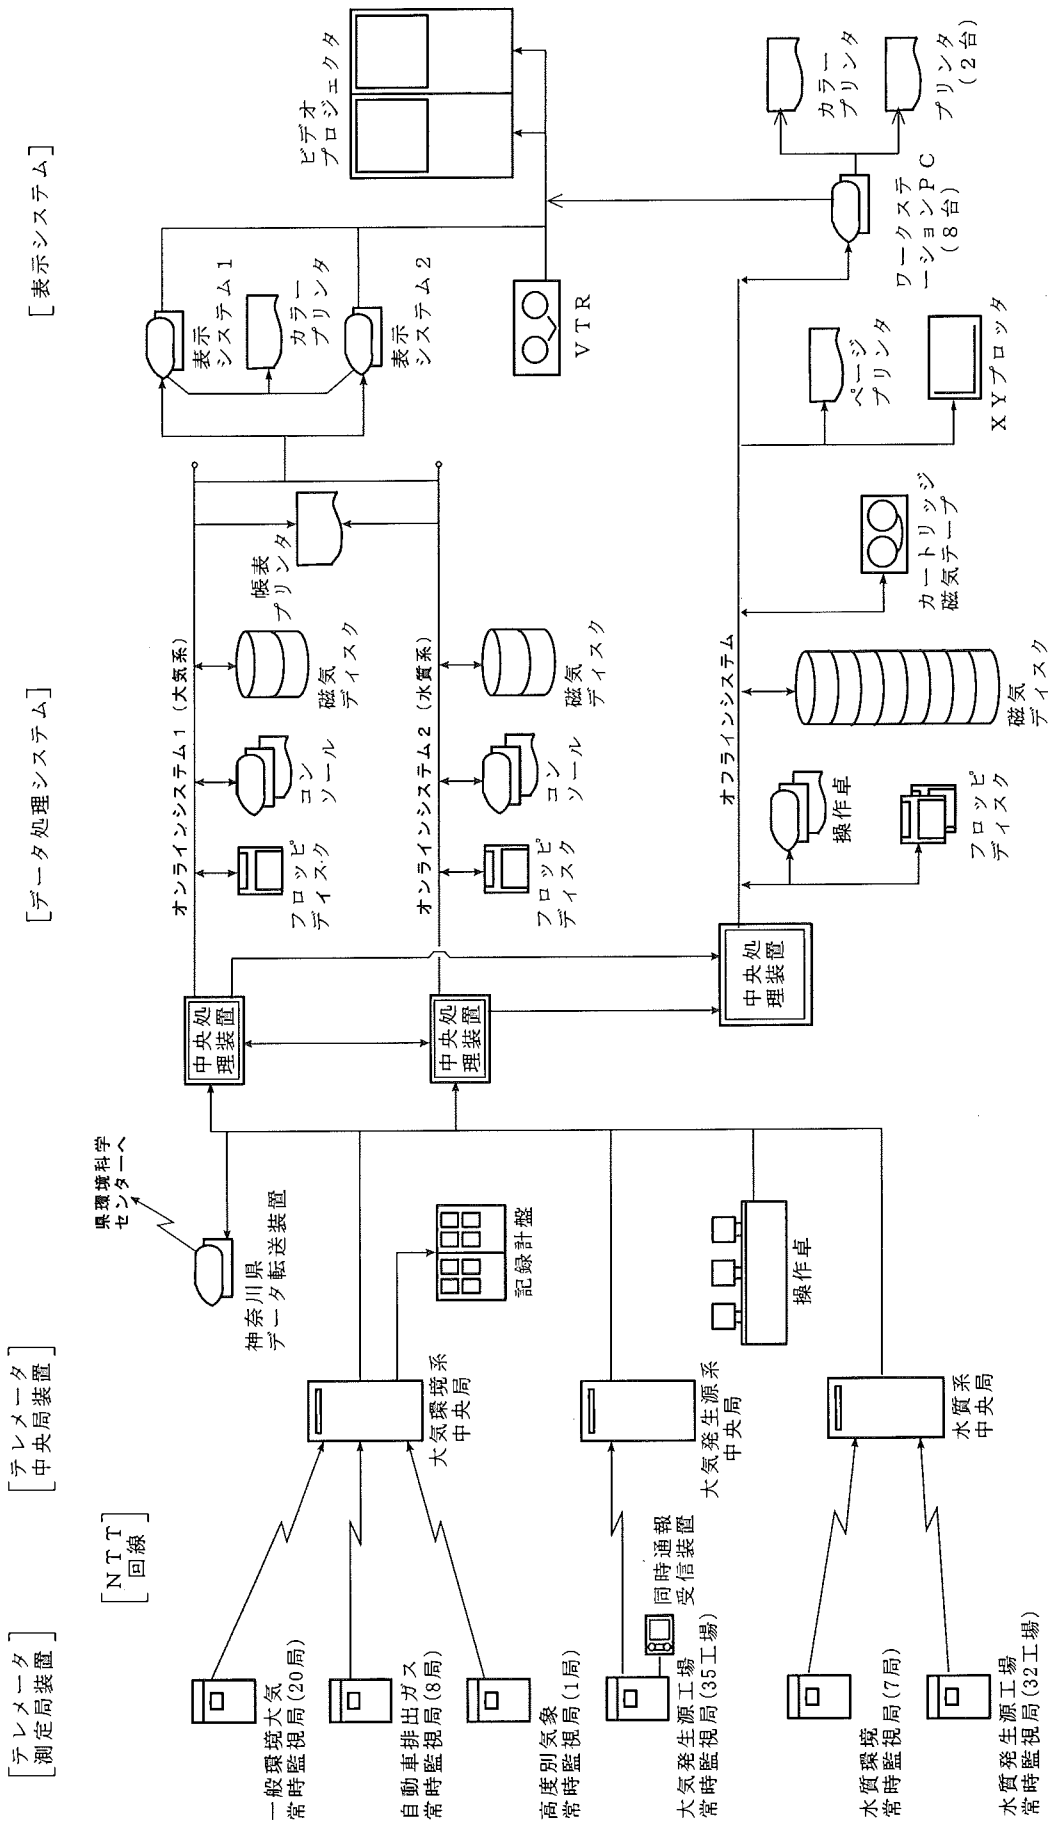 [テレメータ
測定局装置]
[NTT
回線]
[テレメータ
中央局装置]
[データ処理システム]
[表示システム]
一般環境大気
常時監視局(20局)
自動車排出ガス
常時監視局(8局)
高度別気象
常時監視局(1局)
大気発生源工場
常時監視局(35工場)
同時通報
受信装置
水質環境
常時監視局(7局)
水質発生源工場
常時監視局(32工場)
県環境科学
センターへ
神奈川県
データ転送装置
大気環境系
中央局
記録計盤
大気発生源系
中央局
操作卓
水質系
中央局
中央処
理装置
オンラインシステム1(大気系)
フロッピ
ディスク
コン
ソール
磁気
ディスク
帳表
プリンタ
中央処
理装置
オンラインシステム2(水質系)
フロッピ
ディスク
コン
ソール
磁気
ディスク
中央処
理装置
オフラインシステム
操作卓
フロッピ
ディスク
磁気
ディスク
カートリッジ
磁気テープ
ページ
プリンタ
XYプロッタ
表示
システム1
カラー
プリンタ
表示
システム2
VTR
ビデオ
プロジェクタ
ワークステ
ーションPC
(8台)
カラー
プリンタ
プリンタ
(2台)